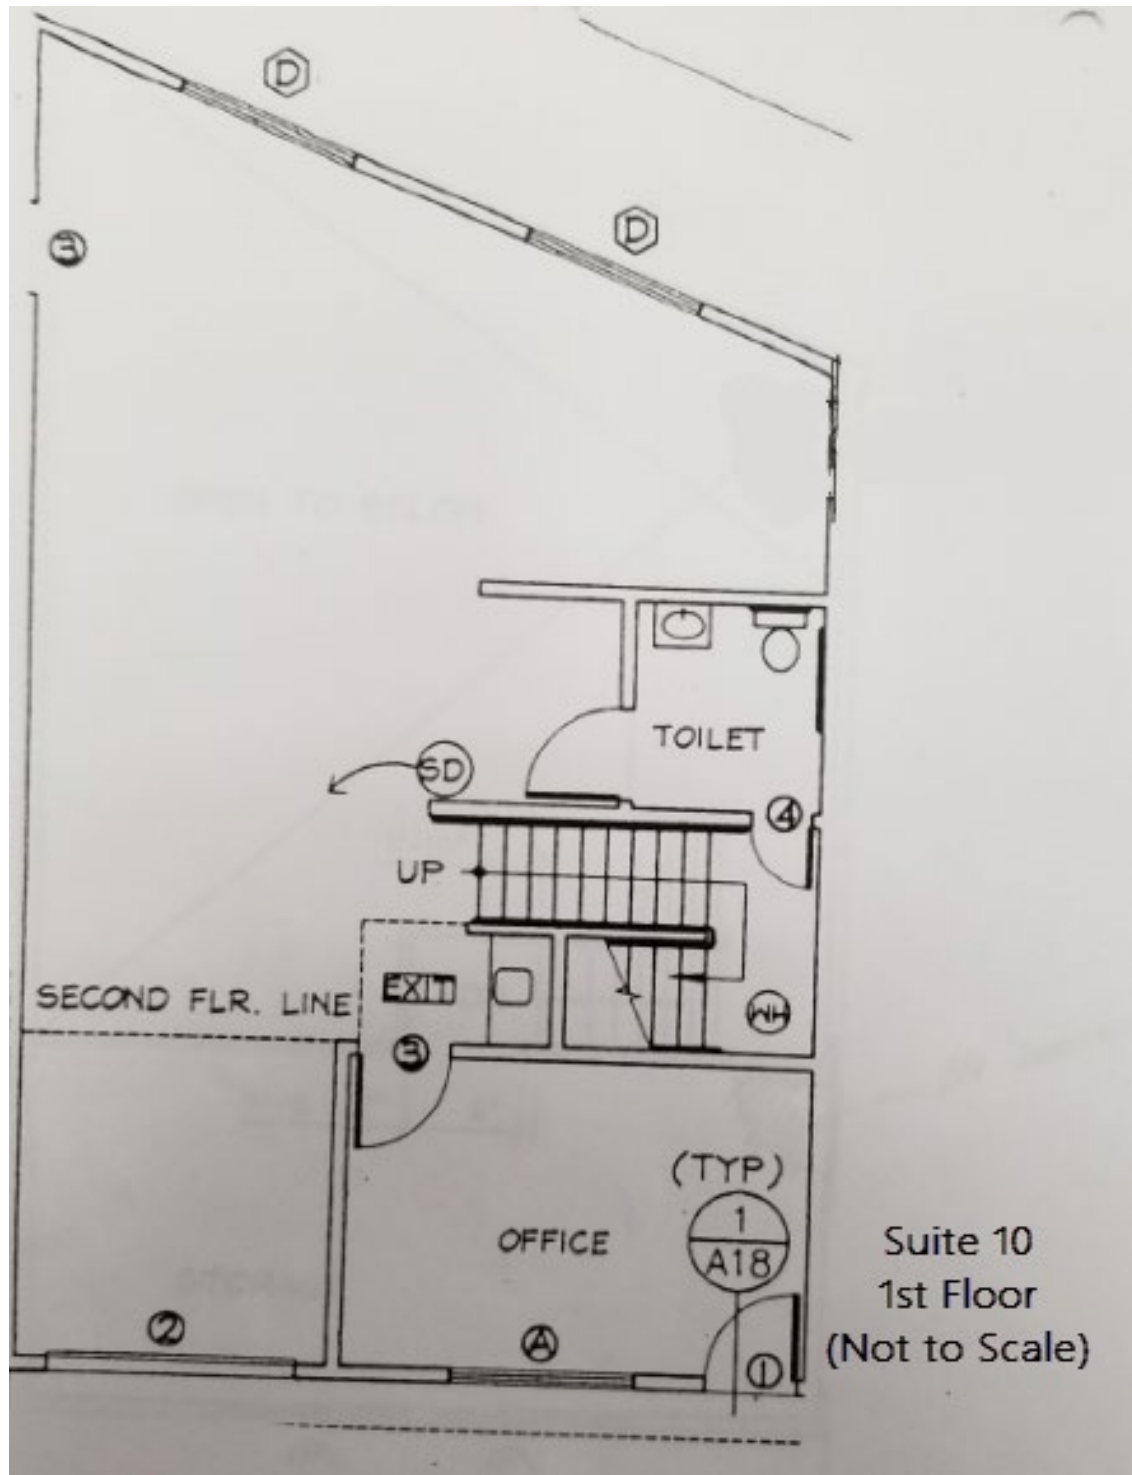 D
D
3
TOILET
SD
4
UP
EXIT
SECOND FLR. LINE
WH
3
(TYP)
1
A18
OFFICE
2
A
1
Suite 10
1st Floor
(Not to Scale)